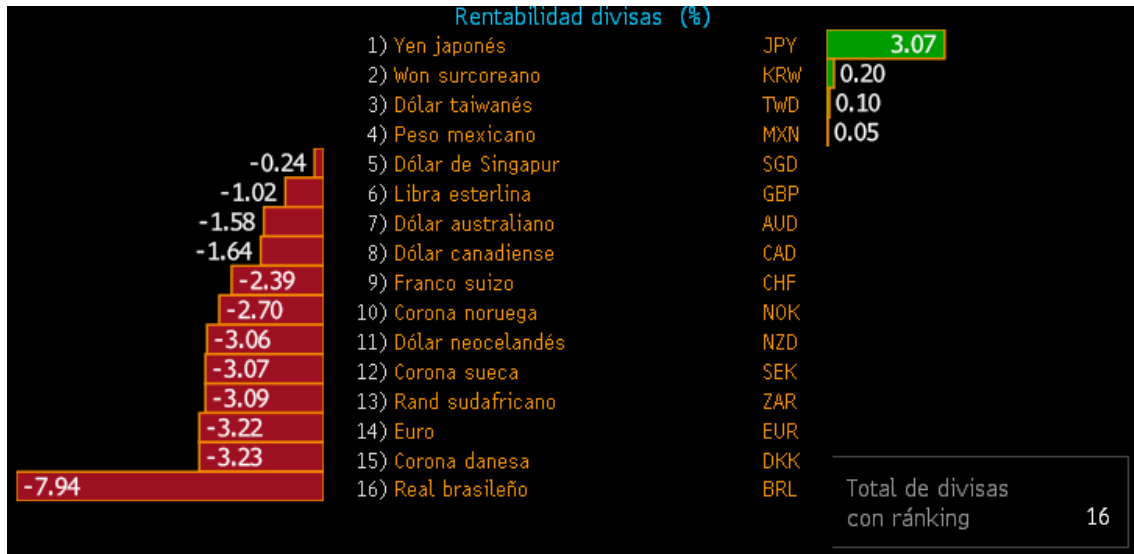 Rentabilidad divisas (%)
1) Yen japonés JPY 3.07
2) Won surcoreano KRW 0.20
3) Dólar taiwanés TWD 0.10
4) Peso mexicano MXN 0.05
-0.24 5) Dólar de Singapur SGD
-1.02 6) Libra esterlina GBP
-1.58 7) Dólar australiano AUD
-1.64 8) Dólar canadiense CAD
-2.39 9) Franco suizo CHF
-2.70 10) Corona noruega NOK
-3.06 11) Dólar neocelandés NZD
-3.07 12) Corona sueca SEK
-3.09 13) Rand sudafricano ZAR
-3.22 14) Euro EUR
-3.23 15) Corona danesa DKK
-7.94 16) Real brasileño BRL
Total de divisas
con ránking 16